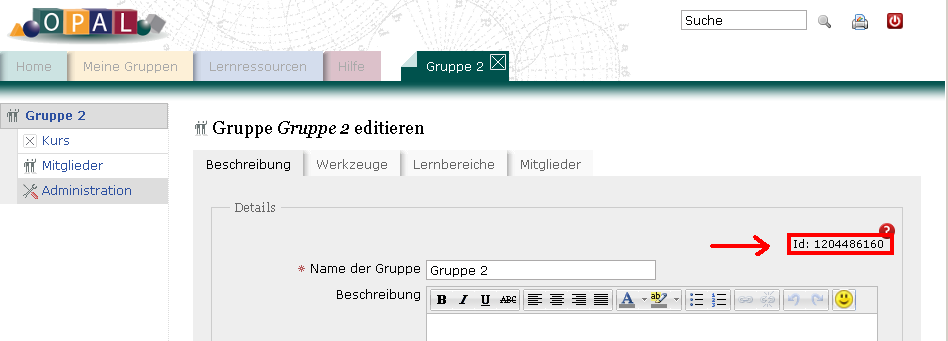 OPAL
Suche
Home Meine Gruppen Lernressourcen Hilfe Gruppe 2
Gruppe 2
Kurs
Mitglieder
Administration
Gruppe Gruppe 2 editieren
Beschreibung Werkzeuge Lernbereiche Mitglieder
Details
?
Id: 1204486160
* Name der Gruppe Gruppe 2
Beschreibung B I U ABC A ab